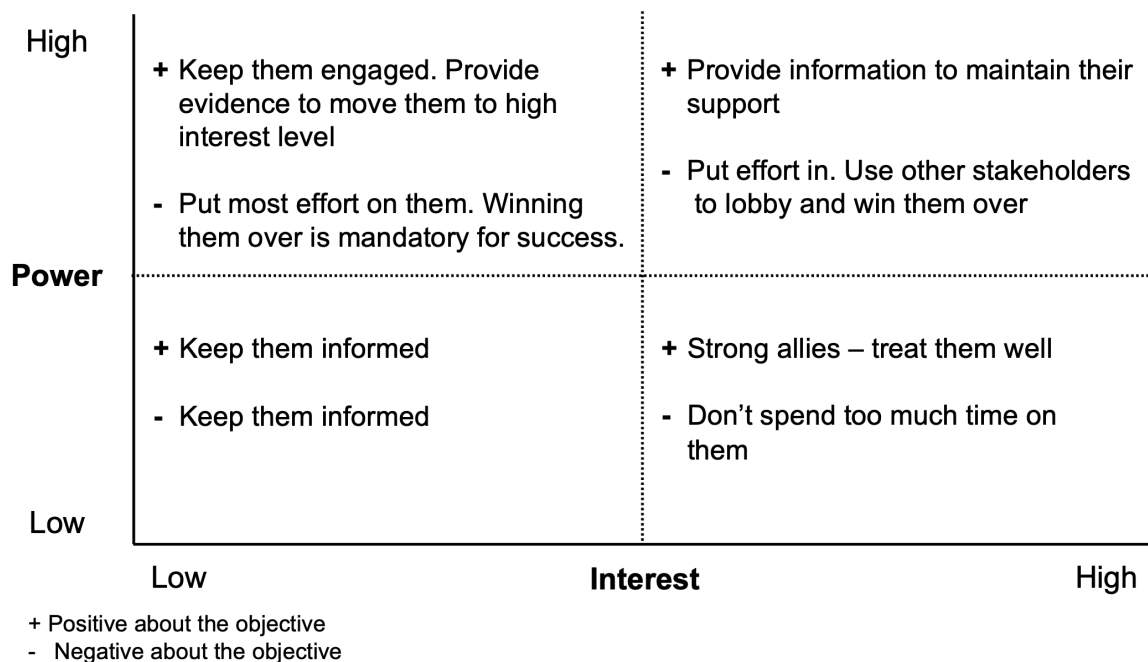 High
+ Keep them engaged. Provide
evidence to move them to high
interest level
- Put most effort on them. Winning
them over is mandatory for success.
+ Provide information to maintain their
support
- Put effort in. Use other stakeholders
to lobby and win them over
Power
+ Keep them informed
- Keep them informed
+ Strong allies – treat them well
- Don’t spend too much time on
them
Low
Low
Interest
High
+ Positive about the objective
- Negative about the objective